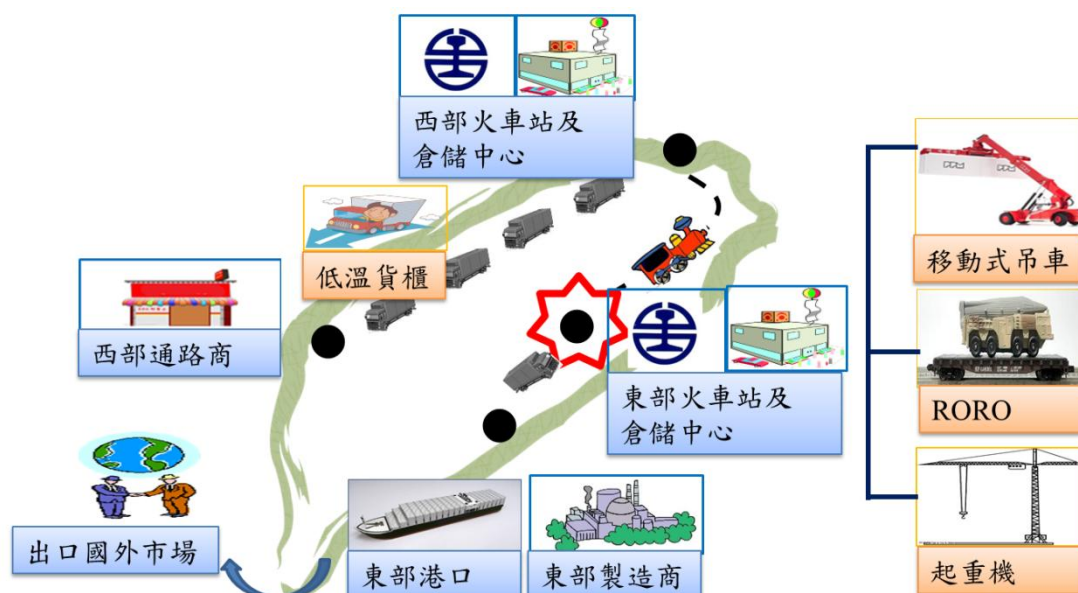 西部火車站及
倉儲中心
低溫貨櫃
西部通路商
東部火車站及
倉儲中心
出口國外市場
東部港口
東部製造商
移動式吊車
RORO
起重機